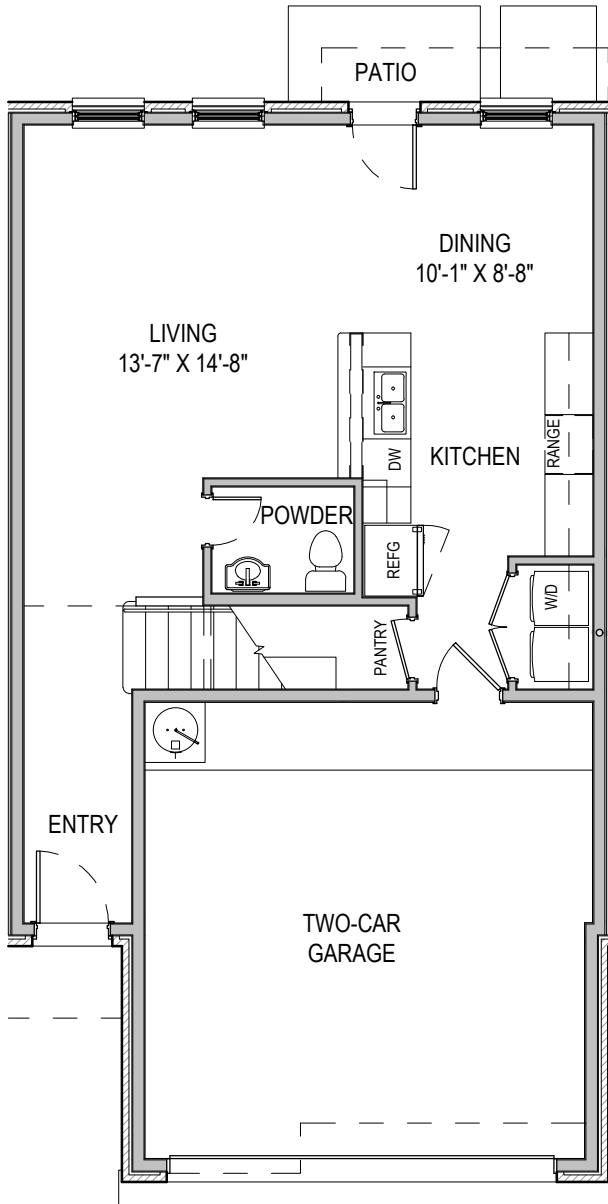 PATIO
DINING
10'-1" X 8'-8"
LIVING
13'-7" X 14'-8"
RANGE
DW
KITCHEN
POWDER
REFG
W/D
PANTRY
ENTRY
TWO-CAR
GARAGE